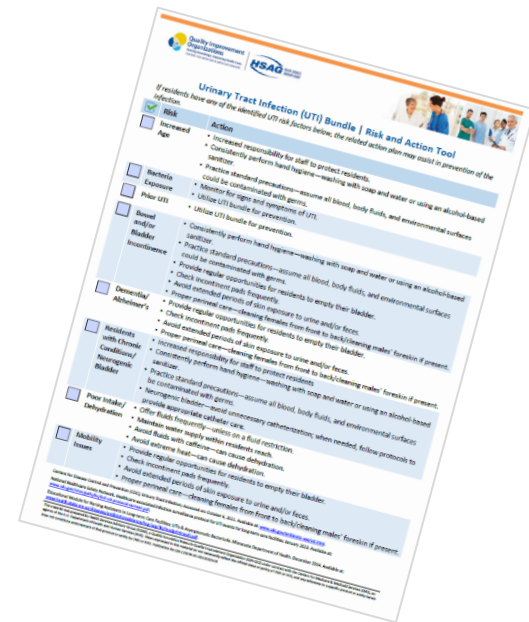 Quality Improvement
Organizations
HSAG
Urinary Tract Infection (UTI) Bundle | Risk and Action Tool
If residents have any of the identified UTI risk factors below, the related action plan may assist in prevention of the
infection.
Risk
Action
Increased
Age
• Increased responsibility for staff to protect residents.
• Consistently perform hand hygiene—washing with soap and water or using an alcohol-based
sanitizer.
• Practice standard precautions—assume all blood, body fluids, and environmental surfaces
could be contaminated with germs.
Bacteria
Exposure
• Monitor for signs and symptoms of UTI.
• Utilize UTI bundle for prevention.
Prior UTI
• Utilize UTI bundle for prevention.
Bowel
and/or
Bladder
Incontinence
• Consistently perform hand hygiene—washing with soap and water or using an alcohol-based
sanitizer.
• Practice standard precautions—assume all blood, body fluids, and environmental surfaces
could be contaminated with germs.
• Provide regular opportunities for residents to empty their bladder.
• Check incontinent pads frequently.
• Avoid extended periods of skin exposure to urine and/or feces.
• Proper perineal care—cleaning females from front to back/cleaning males' foreskin if present.
Dementia/
Alzheimer's
• Provide regular opportunities for residents to empty their bladder.
• Check incontinent pads frequently.
• Avoid extended periods of skin exposure to urine and/or feces.
• Proper perineal care—cleaning females from front to back/cleaning males' foreskin if present.
Residents
with Chronic
Conditions/
Neurogenic
Bladder
• Increased responsibility for staff to protect residents
• Consistently perform hand hygiene—washing with soap and water or using an alcohol-based
sanitizer.
• Practice standard precautions—assume all blood, body fluids, and environmental surfaces
be contaminated with germs.
• Neurogenic bladder—avoid unnecessary catheterization; when needed, follow protocols to
provide appropriate catheter care.
Poor Intake/
Dehydration
• Offer fluids frequently—unless on a fluid restriction.
• Maintain water supply within residents reach.
• Avoid fluids with caffeine—can cause dehydration.
• Avoid extreme heat—can cause dehydration.
Mobility
Issues
• Provide regular opportunities for residents to empty their bladder.
• Check incontinent pads frequently.
• Avoid extended periods of skin exposure to urine and/or feces.
• Proper perineal care—cleaning females from front to back/cleaning males' foreskin if present.